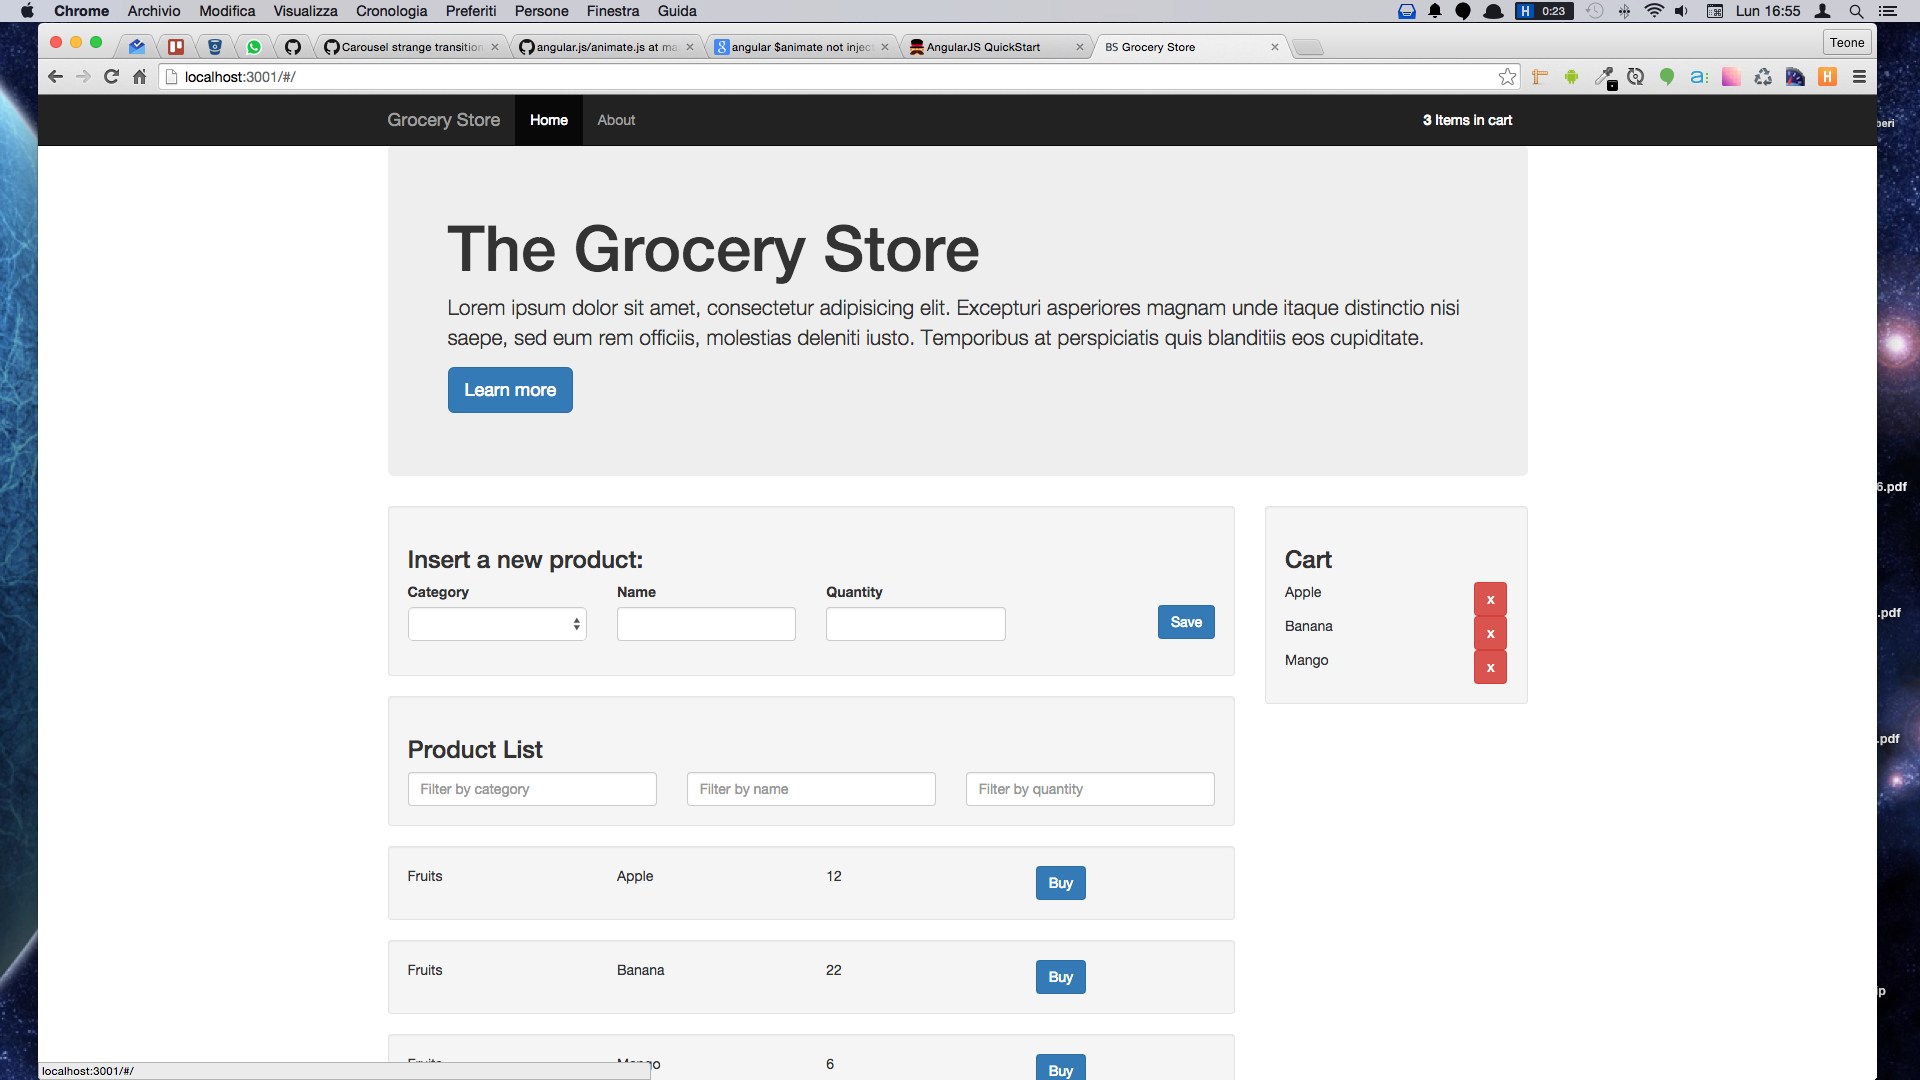 Chrome Archivio Modifica Visualizza Cronologia Preferiti Persone Finestra Guida H 0:23 Lun 16:55
Carousel strange transition × angular.js/animate.js at ma × 8 angular $animate not inject × AngularJS QuickStart × BS Grocery Store × Teone
localhost:3001/#/ a: H
Grocery Store Home About 3 Items in cart
The Grocery Store
Lorem ipsum dolor sit amet, consectetur adipisicing elit. Excepturi asperiores magnam unde itaque distinctio nisi
saepe, sed eum rem officiis, molestias deleniti iusto. Temporibus at perspiciatis quis blanditiis eos cupiditate.
Learn more
Insert a new product:
Category Name Quantity
Save
Cart
Apple x
Banana x
Mango x
Product List
Filter by category Filter by name Filter by quantity
Fruits Apple 12 Buy
Fruits Banana 22 Buy
Fruits Mango 6 Buy
localhost:3001/#/
beri
6.pdf
.pdf
.pdf
lp